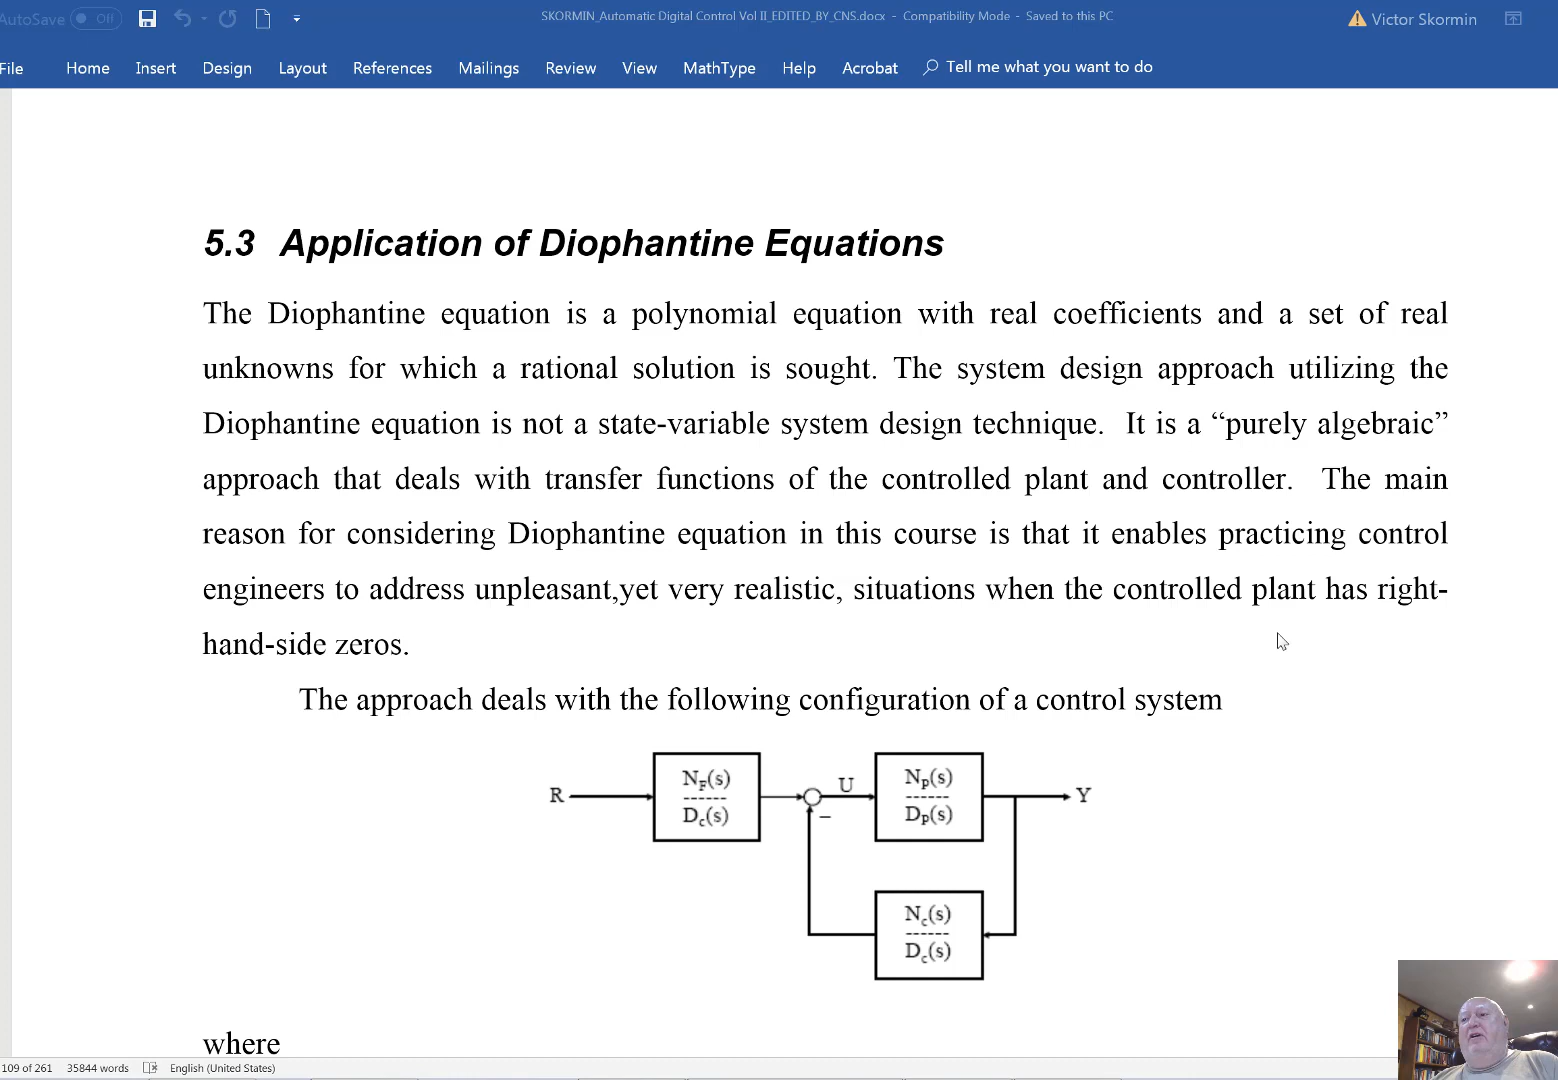 AutoSave Off SKORMIN_Automatic Digital Control Vol II_EDITED_BY_CNS.docx - Compatibility Mode - Saved to this PC Victor Skormin
File Home Insert Design Layout References Mailings Review View MathType Help Acrobat Tell me what you want to do
5.3 Application of Diophantine Equations
The Diophantine equation is a polynomial equation with real coefficients and a set of real
unknowns for which a rational solution is sought. The system design approach utilizing the
Diophantine equation is not a state-variable system design technique. It is a “purely algebraic”
approach that deals with transfer functions of the controlled plant and controller. The main
reason for considering Diophantine equation in this course is that it enables practicing control
engineers to address unpleasant,yet very realistic, situations when the controlled plant has right-
hand-side zeros.
The approach deals with the following configuration of a control system
R N_F(s) U N_p(s) Y
D_c(s) − D_p(s)
N_c(s)
D_c(s)
where
109 of 261 35844 words English (United States)